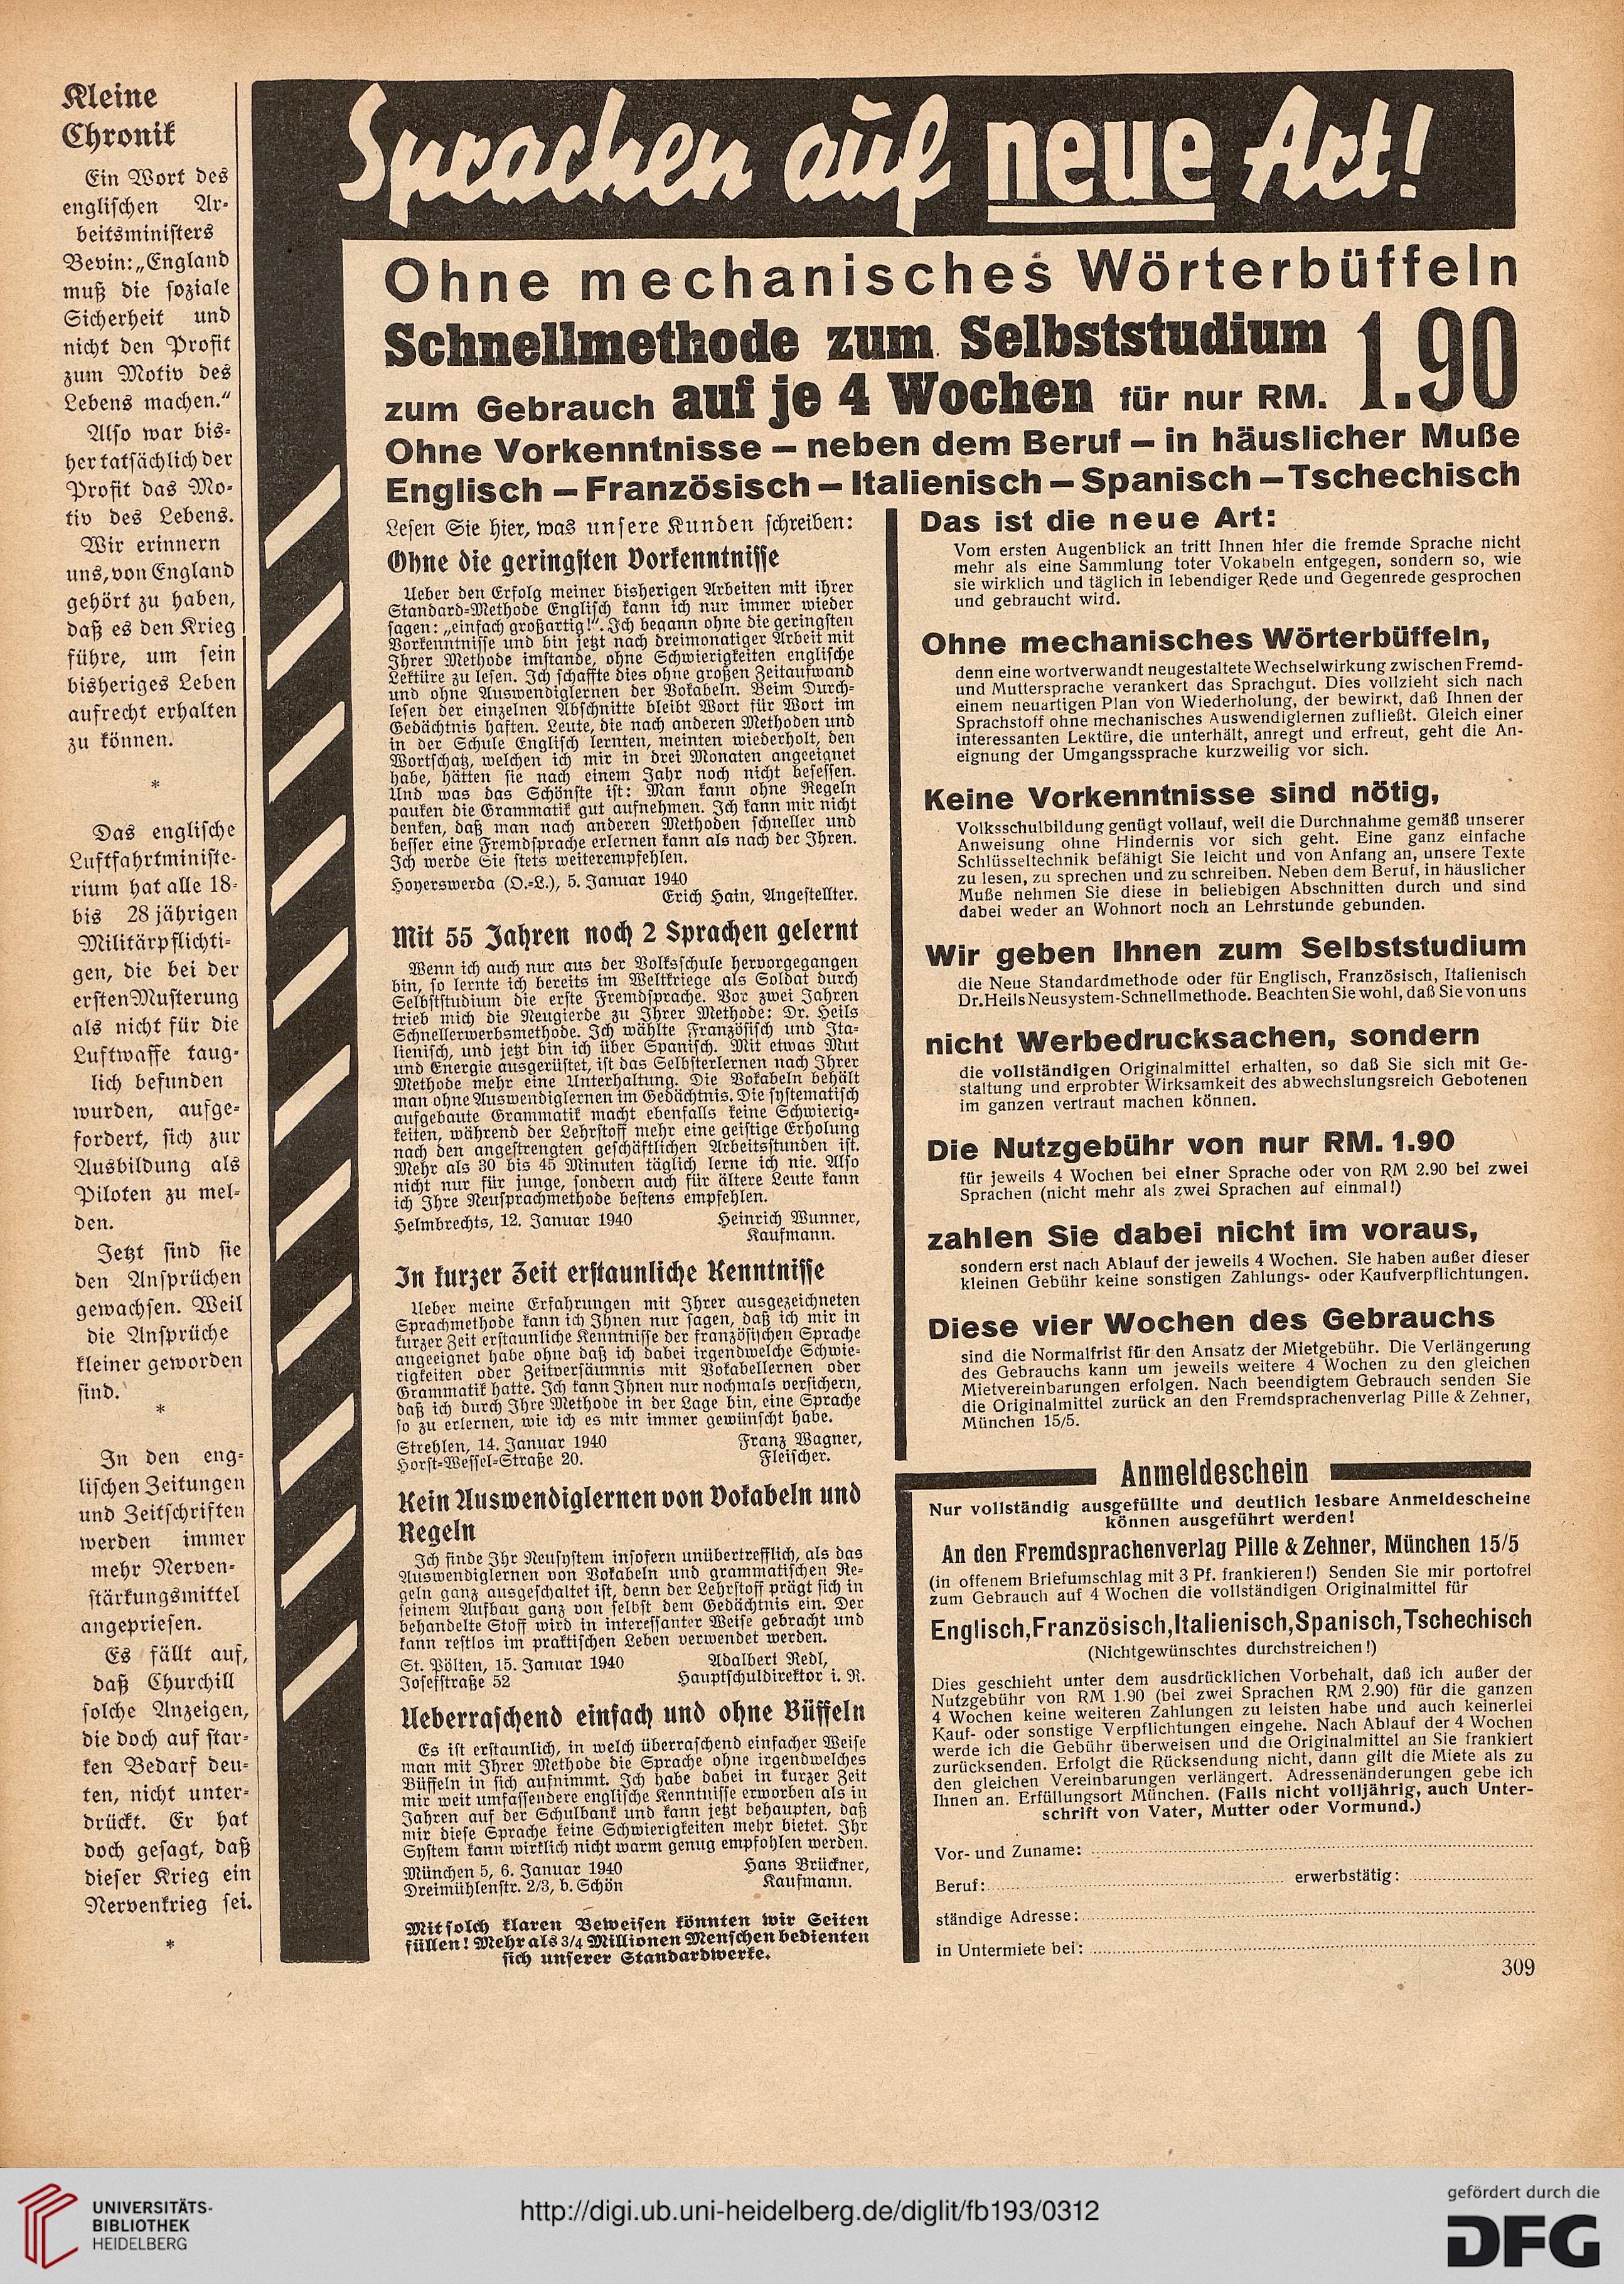 Kleine
Chronik
Ein Wort des
englischen Ar-
beitsministers
Bevin: „England
muß die soziale
Sicherheit und
nicht den Profit
zum Motiv des
Lebens machen.“
Also war bis-
her tatsächlich der
Profit das Mo-
tiv des Lebens.
Wir erinnern
uns, von England
gehört zu haben,
daß es den Krieg
führe, um sein
bisheriges Leben
aufrecht erhalten
zu können.
*
Das englische
Luftfahrtministe-
rium hat alle 18-
bis 28 jährigen
Militärpflichti-
gen, die bei der
ersten Musterung
als nicht für die
Luftwaffe taug-
lich befunden
wurden, aufge-
fordert, sich zur
Ausbildung als
Piloten zu mel-
den.
Jetzt sind sie
den Ansprüchen
gewachsen. Weil
die Ansprüche
kleiner geworden
sind.
*
In den eng-
lischen Zeitungen
und Zeitschriften
werden immer
mehr Nerven-
stärkungsmittel
angepriesen.
Es fällt auf,
daß Churchill
solche Anzeigen,
die doch auf star-
ken Bedarf deu-
ten, nicht unter-
drückt. Er hat
doch gesagt, daß
dieser Krieg ein
Nervenkrieg sei.
*
Sprachen auf neue Art!
Ohne mechanisches Wörterbüffeln
Schnellmethode zum Selbststudium
zum Gebrauch auf je 4 Wochen für nur RM. 1.90
Ohne Vorkenntnisse – neben dem Beruf – in häuslicher Muße
Englisch – Französisch – Italienisch – Spanisch – Tschechisch
Lesen Sie hier, was unsere Kunden schreiben:
Ohne die geringsten Vorkenntnisse
Ueber den Erfolg meiner bisherigen Arbeiten mit ihrer
Standard-Methode Englisch kann ich nur immer wieder
sagen: „einfach großartig!“. Ich begann ohne die geringsten
Vorkenntnisse und bin jetzt nach dreimonatiger Arbeit mit
Ihrer Methode imstande, ohne Schwierigkeiten englische
Lektüre zu lesen. Ich schaffte dies ohne großen Zeitaufwand
und ohne Auswendiglernen der Vokabeln. Beim Durch-
lesen der einzelnen Abschnitte bleibt Wort für Wort im
Gedächtnis haften. Leute, die nach anderen Methoden und
in der Schule Englisch lernten, meinten wiederholt, den
Wortschatz, welchen ich mir in drei Monaten angeeignet
habe, hätten sie nach einem Jahr noch nicht besessen.
Und was das Schönste ist: Man kann ohne Regeln
pauken die Grammatik gut aufnehmen. Ich kann mir nicht
denken, daß man nach anderen Methoden schneller und
besser eine Fremdsprache erlernen kann als nach der Ihren.
Ich werde Sie stets weiterempfehlen.
Hoyerswerda (O.-L.), 5. Januar 1940
Erich Hain, Angestellter.
Mit 55 Jahren noch 2 Sprachen gelernt
Wenn ich auch nur aus der Volksschule hervorgegangen
bin, so lernte ich bereits im Weltkriege als Soldat durch
Selbststudium die erste Fremdsprache. Vor zwei Jahren
trieb mich die Neugierde zu Ihrer Methode: Dr. Heils
Schnellerwerbsmethode. Ich wählte Französisch und Ita-
lienisch, und jetzt bin ich über Spanisch. Mit etwas Mut
und Energie ausgerüstet, ist das Selbsterlernen nach Ihrer
Methode mehr eine Unterhaltung. Die Vokabeln behält
man ohne Auswendiglernen im Gedächtnis. Die systematisch
aufgebaute Grammatik macht ebenfalls keine Schwierig-
keiten, während der Lehrstoff mehr eine geistige Erholung
nach den angestrengten geschäftlichen Arbeitsstunden ist.
Mehr als 30 bis 45 Minuten täglich lerne ich nie. Also
nicht nur für junge, sondern auch für ältere Leute kann
ich Ihre Neusprachmethode bestens empfehlen.
Helmbrechts, 12. Januar 1940 Heinrich Wunner,
Kaufmann.
In kurzer Zeit erstaunliche Kenntnisse
Ueber meine Erfahrungen mit Ihrer ausgezeichneten
Sprachmethode kann ich Ihnen nur sagen, daß ich mir in
kurzer Zeit erstaunliche Kenntnisse der französischen Sprache
angeeignet habe ohne daß ich dabei irgendwelche Schwie-
rigkeiten oder Zeitversäumnis mit Vokabellernen oder
Grammatik hatte. Ich kann Ihnen nur nochmals versichern,
daß ich durch Ihre Methode in der Lage bin, eine Sprache
so zu erlernen, wie ich es mir immer gewünscht habe.
Strehlen, 14. Januar 1940 Franz Wagner,
Horst-Wessel-Straße 20. Fleischer.
Kein Auswendiglernen von Vokabeln und
Regeln
Ich finde Ihr Neusystem insofern unübertrefflich, als das
Auswendiglernen von Vokabeln und grammatischen Re-
geln ganz ausgeschaltet ist, denn der Lehrstoff prägt sich in
seinem Aufbau ganz von selbst dem Gedächtnis ein. Der
behandelte Stoff wird in interessanter Weise gebracht und
kann restlos im praktischen Leben verwendet werden.
St. Pölten, 15. Januar 1940 Adalbert Redl,
Josefstraße 52 Hauptschuldirektor i. R.
Ueberraschend einfach und ohne Büffeln
Es ist erstaunlich, in welch überraschend einfacher Weise
man mit Ihrer Methode die Sprache ohne irgendwelches
Büffeln in sich aufnimmt. Ich habe dabei in kurzer Zeit
mir weit umfassendere englische Kenntnisse erworben als in
Jahren auf der Schulbank und kann jetzt behaupten, daß
mir diese Sprache keine Schwierigkeiten mehr bietet. Ihr
System kann wirklich nicht warm genug empfohlen werden.
München 5, 6. Januar 1940 Hans Brückner,
Dreimühlenstr. 2/3, b. Schön Kaufmann.
Mit solch klaren Beweisen könnten wir Seiten
füllen! Mehr als 3/4 Millionen Menschen bedienten
sich unserer Standardwerke.
Das ist die neue Art:
Vom ersten Augenblick an tritt Ihnen hier die fremde Sprache nicht
mehr als eine Sammlung toter Vokabeln entgegen, sondern so, wie
sie wirklich und täglich in lebendiger Rede und Gegenrede gesprochen
und gebraucht wird.
Ohne mechanisches Wörterbüffeln,
denn eine wortverwandt neugestaltete Wechselwirkung zwischen Fremd-
und Muttersprache verankert das Sprachgut. Dies vollzieht sich nach
einem neuartigen Plan von Wiederholung, der bewirkt, daß Ihnen der
Sprachstoff ohne mechanisches Auswendiglernen zufließt. Gleich einer
interessanten Lektüre, die unterhält, anregt und erfreut, geht die An-
eignung der Umgangssprache kurzweilig vor sich.
Keine Vorkenntnisse sind nötig,
Volksschulbildung genügt vollauf, weil die Durchnahme gemäß unserer
Anweisung ohne Hindernis vor sich geht. Eine ganz einfache
Schlüsseltechnik befähigt Sie leicht und von Anfang an, unsere Texte
zu lesen, zu sprechen und zu schreiben. Neben dem Beruf, in häuslicher
Muße nehmen Sie diese in beliebigen Abschnitten durch und sind
dabei weder an Wohnort noch an Lehrstunde gebunden.
Wir geben Ihnen zum Selbststudium
die Neue Standardmethode oder für Englisch, Französisch, Italienisch
Dr. Heils Neusystem-Schnellmethode. Beachten Sie wohl, daß Sie von uns
nicht Werbedrucksachen, sondern
die vollständigen Originalmittel erhalten, so daß Sie sich mit Ge-
staltung und erprobter Wirksamkeit des abwechslungsreich Gebotenen
im ganzen vertraut machen können.
Die Nutzgebühr von nur RM. 1.90
für jeweils 4 Wochen bei einer Sprache oder von RM 2.90 bei zwei
Sprachen (nicht mehr als zwei Sprachen auf einmal!)
zahlen Sie dabei nicht im voraus,
sondern erst nach Ablauf der jeweils 4 Wochen. Sie haben außer dieser
kleinen Gebühr keine sonstigen Zahlungs- oder Kaufverpflichtungen.
Diese vier Wochen des Gebrauchs
sind die Normalfrist für den Ansatz der Mietgebühr. Die Verlängerung
des Gebrauchs kann um jeweils weitere 4 Wochen zu den gleichen
Mietvereinbarungen erfolgen. Nach beendigtem Gebrauch senden Sie
die Originalmittel zurück an den Fremdsprachenverlag Pille & Zehner,
München 15/5.
Anmeldeschein
Nur vollständig ausgefüllte und deutlich lesbare Anmeldescheine
können ausgeführt werden!
An den Fremdsprachenverlag Pille & Zehner, München 15/5
(in offenem Briefumschlag mit 3 Pf. frankieren!) Senden Sie mir portofrei
zum Gebrauch auf 4 Wochen die vollständigen Originalmittel für
Englisch, Französisch, Italienisch, Spanisch, Tschechisch
(Nichtgewünschtes durchstreichen!)
Dies geschieht unter dem ausdrücklichen Vorbehalt, daß ich außer der
Nutzgebühr von RM 1.90 (bei zwei Sprachen RM 2.90) für die ganzen
4 Wochen keine weiteren Zahlungen zu leisten habe und auch keinerlei
Kauf- oder sonstige Verpflichtungen eingehe. Nach Ablauf der 4 Wochen
werde ich die Gebühr überweisen und die Originalmittel an Sie frankiert
zurücksenden. Erfolgt die Rücksendung nicht, dann gilt die Miete als zu
den gleichen Vereinbarungen verlängert. Adressenänderungen gebe ich
Ihnen an. Erfüllungsort München. (Falls nicht volljährig, auch Unter-
schrift von Vater, Mutter oder Vormund.)
Vor- und Zuname:
Beruf: erwerbstätig:
ständige Adresse:
in Untermiete bei:
309
UNIVERSITÄTS-
BIBLIOTHEK
HEIDELBERG
http://digi.ub.uni-heidelberg.de/diglit/fb193/0312
gefördert durch die
DFG